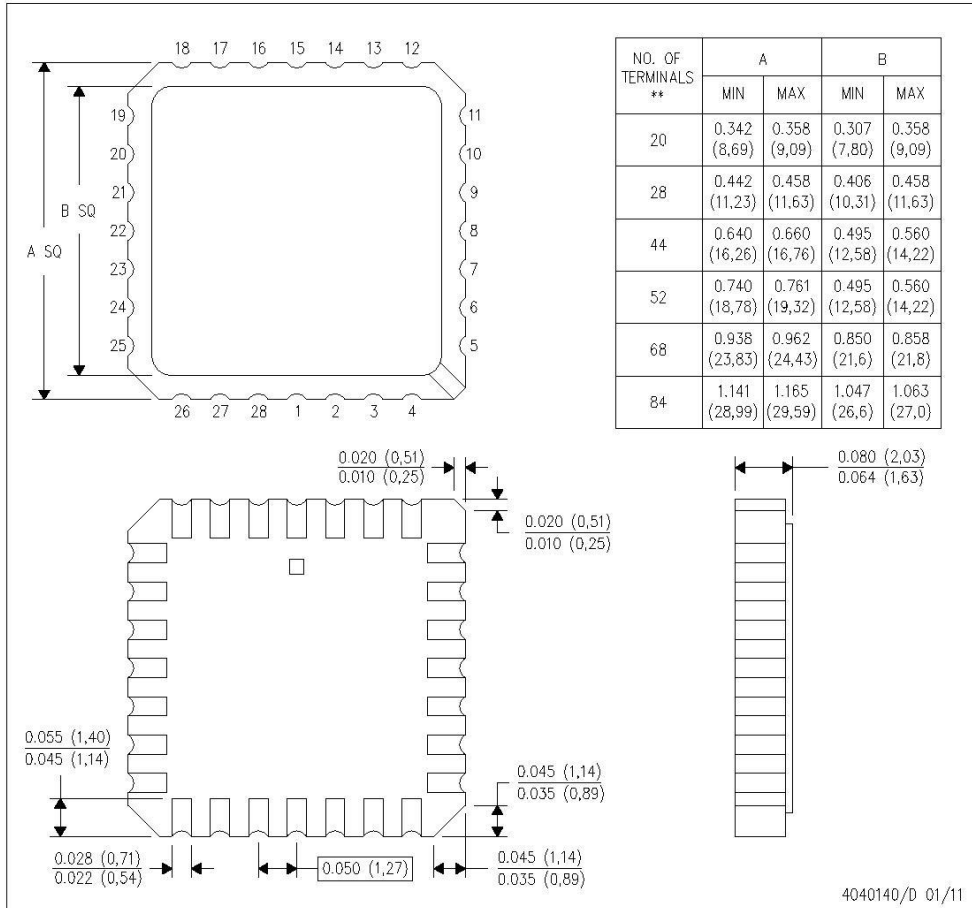 18 17 16 15 14 13 12
19
20
21
22
23
24
25
11
10
9
8
7
6
5
26 27 28 1 2 3 4
A SQ
B SQ
NO. OF TERMINALS ** A B
MIN MAX MIN MAX
20 0.342 (8,69) 0.358 (9,09) 0.307 (7,80) 0.358 (9,09)
28 0.442 (11,23) 0.458 (11,63) 0.406 (10,31) 0.458 (11,63)
44 0.640 (16,26) 0.660 (16,76) 0.495 (12,58) 0.560 (14,22)
52 0.740 (18,78) 0.761 (19,32) 0.495 (12,58) 0.560 (14,22)
68 0.938 (23,83) 0.962 (24,43) 0.850 (21,6) 0.858 (21,8)
84 1.141 (28,99) 1.165 (29,59) 1.047 (26,6) 1.063 (27,0)
0.020 (0,51)
0.010 (0,25)
0.020 (0,51)
0.010 (0,25)
0.080 (2,03)
0.064 (1,63)
0.055 (1,40)
0.045 (1,14)
0.045 (1,14)
0.035 (0,89)
0.028 (0,71)
0.022 (0,54)
0.050 (1,27)
0.045 (1,14)
0.035 (0,89)
4040140/D 01/11